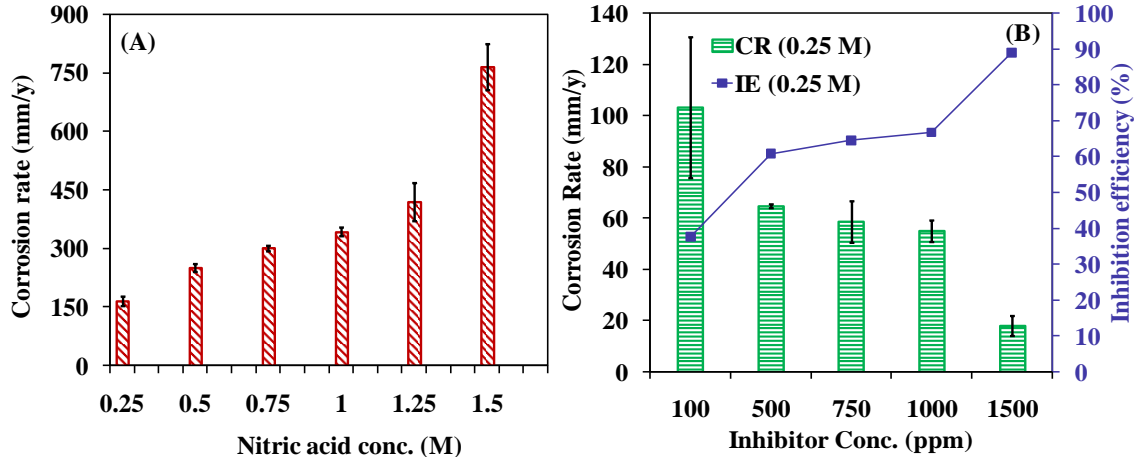 (A)
Corrosion rate (mm/y)
900
750
600
450
300
150
0
0.25 0.5 0.75 1 1.25 1.5
Nitric acid conc. (M)
(B)
CR (0.25 M)
IE (0.25 M)
Corrosion Rate (mm/y)
140
120
100
80
60
40
20
0
100 500 750 1000 1500
Inhibitor Conc. (ppm)
100
90
80
70
60
50
40
30
20
10
0
Inhibition efficiency (%)